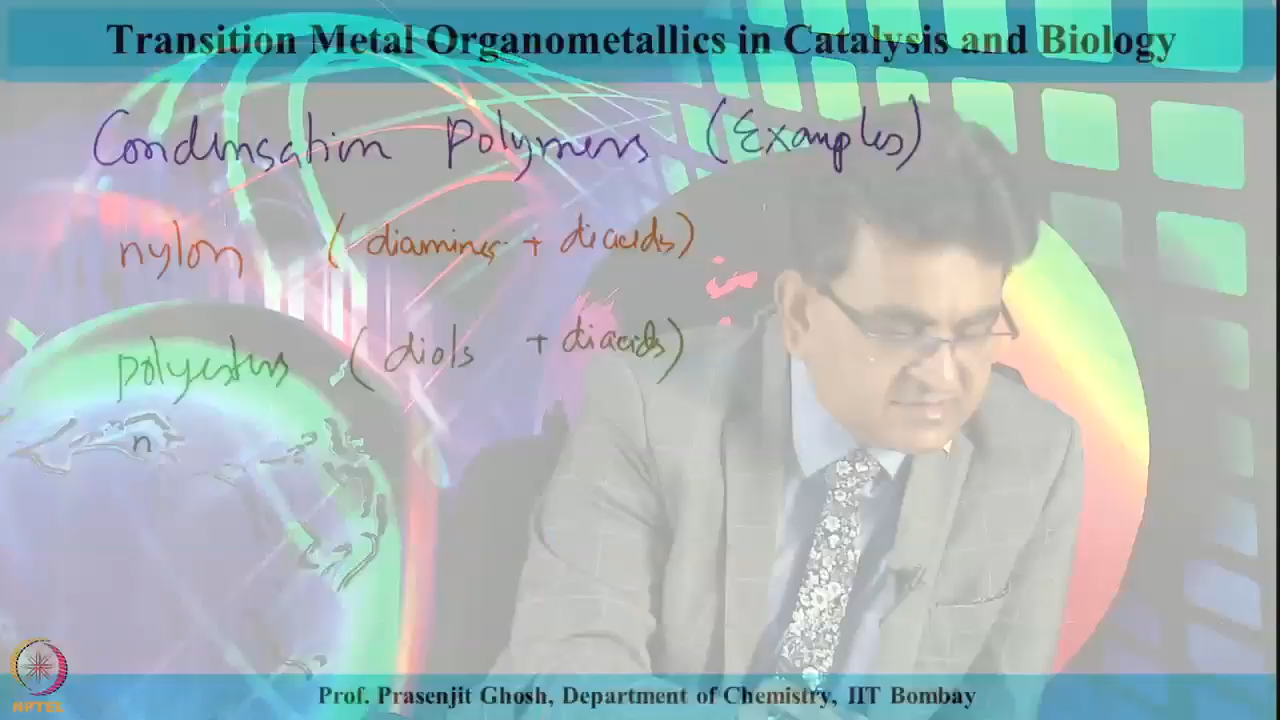 Transition Metal Organometallics in Catalysis and Biology
Condensation Polymers (Examples)
nylon (diamines + diacids)
polyesters (diols + diacids)
n
NPTEL
Prof. Prasenjit Ghosh, Department of Chemistry, IIT Bombay